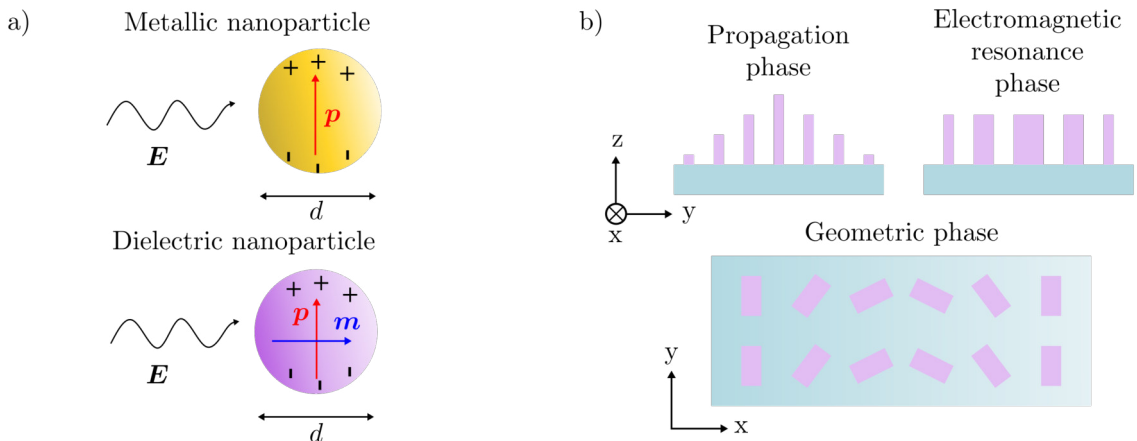 a)
Metallic nanoparticle
+ + +
p
E
- - -
d
Dielectric nanoparticle
+ + +
p
m
E
- - -
d
b)
Propagation
phase
Electromagnetic
resonance
phase
z
y
x
Geometric phase
y
x